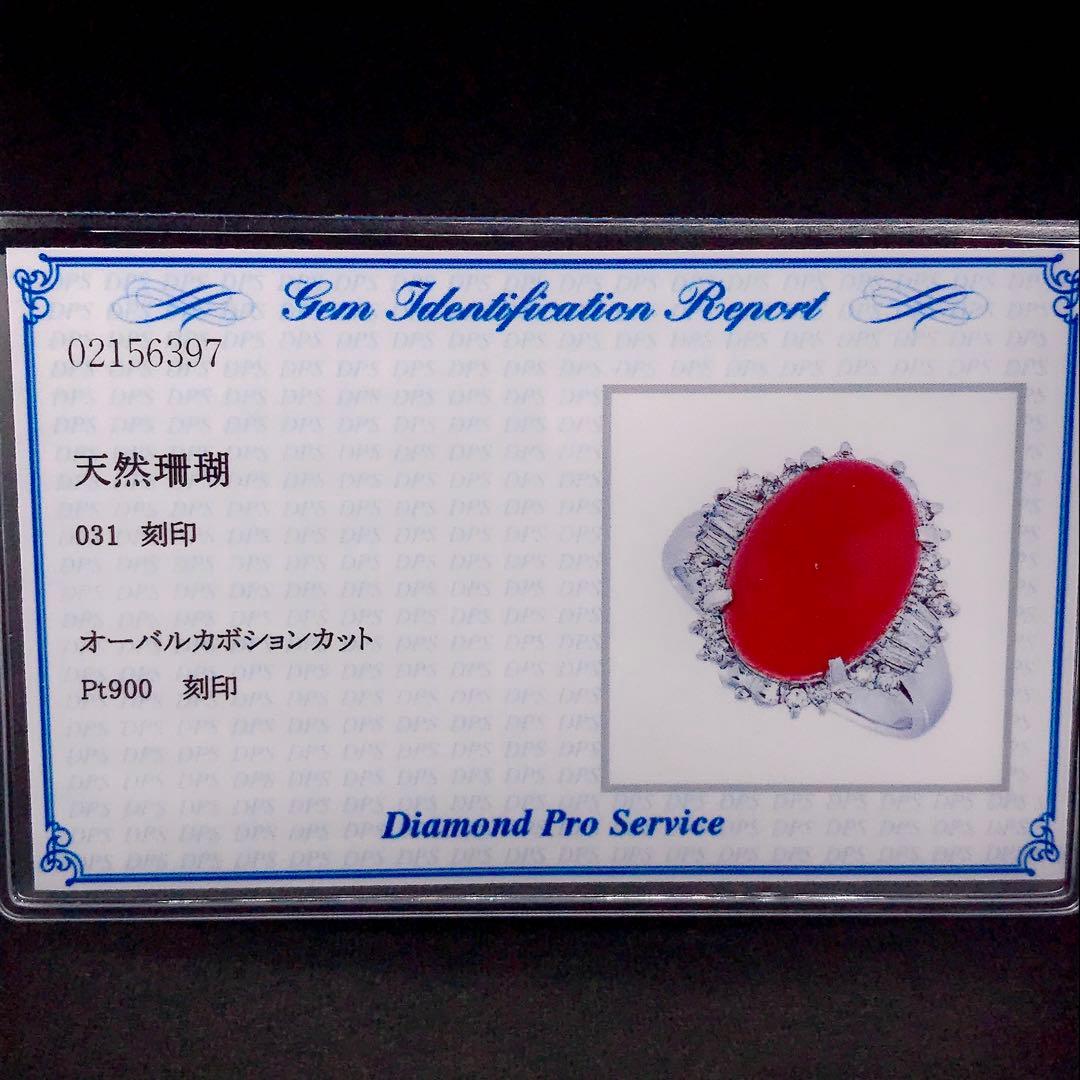 Gem Identification Report
02156397
天然珊瑚
031 刻印
オーバルカボションカット
Pt900 刻印
Diamond Pro Service